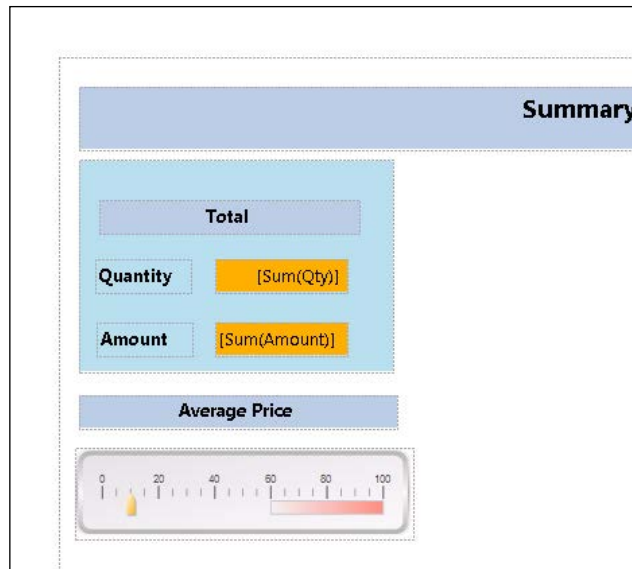 Summary
Total
Quantity [Sum(Qty)]
Amount [Sum(Amount)]
Average Price
0 20 40 60 80 100